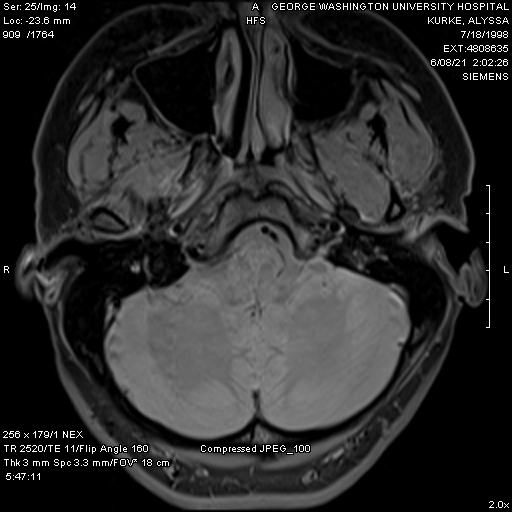 Ser: 25/Img: 14
Loc: -23.6 mm
909 /1764
A
HFS
GEORGE WASHINGTON UNIVERSITY HOSPITAL
KURKE, ALYSSA
7/18/1998
EXT:4808635
6/08/21 2:02:26
SIEMENS
R
L
256 x 179/1 NEX
TR 2520/TE 11/Flip Angle 160
Thk 3 mm Spc 3.3 mm/FOV* 18 cm
5:47:11
Compressed JPEG_100
2.0x